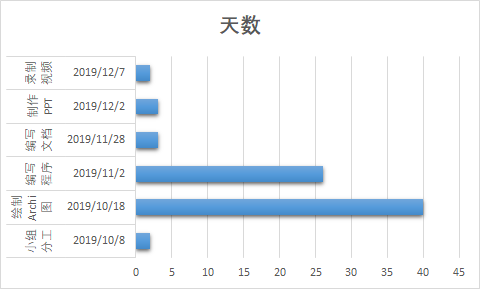 天数
录制
视频
2019/12/7
制作
PPT
2019/12/2
编写
文档
2019/11/28
编写
程序
2019/11/2
绘制
Archi
图
2019/10/18
小组
分工
2019/10/8
0 5 10 15 20 25 30 35 40 45